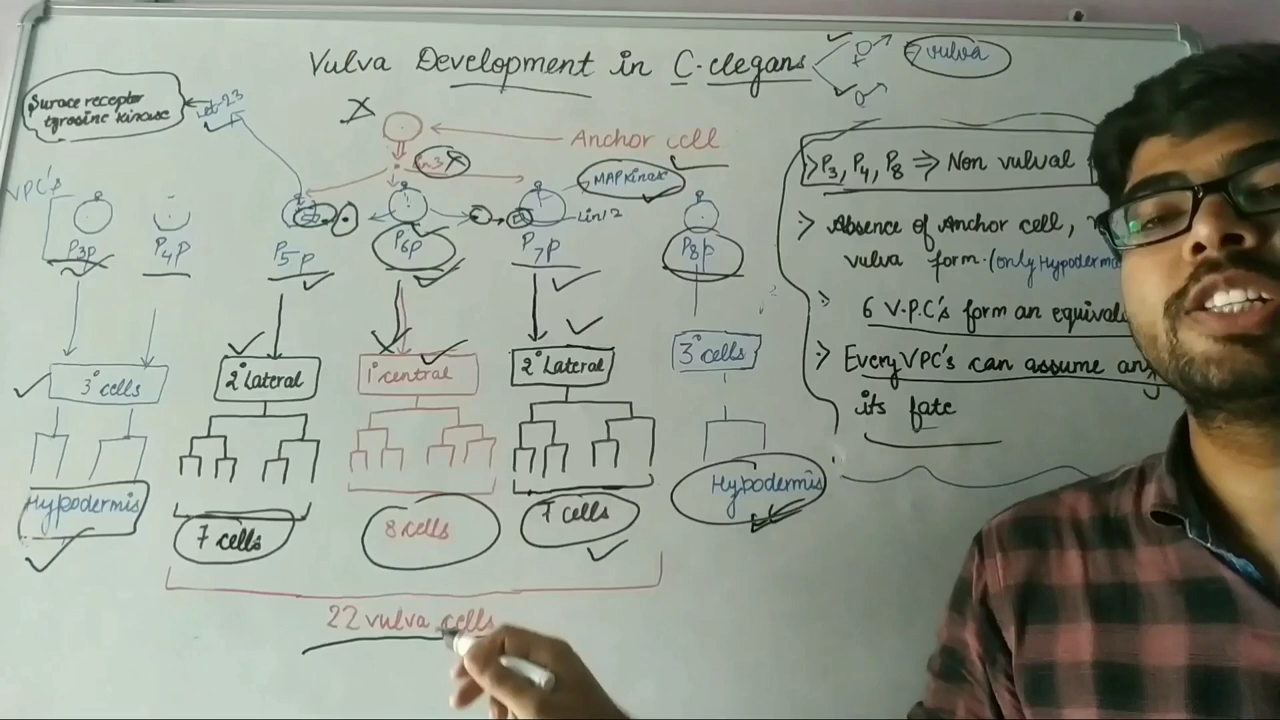 Vulva Development in C. elegans
♀
♂
→ vulva
Surace receptor
tyrosine kinase
let-23
Anchor cell
lin3
MAP kinase
Lin12
VPC's
P3p
P4p
P5p
P6p
P7p
P8p
3° cells
2° Lateral
1° central
2° Lateral
3° cells
Hypodermis
7 cells
8 cells
7 cells
Hypodermis
22 vulva cells
> P3, P4, P8 ⇒ Non vulval
> Absence of Anchor cell,
vulva form. (only Hypoderm
6 V.P.C's form an equival
Every VPC's can assume any
its fate